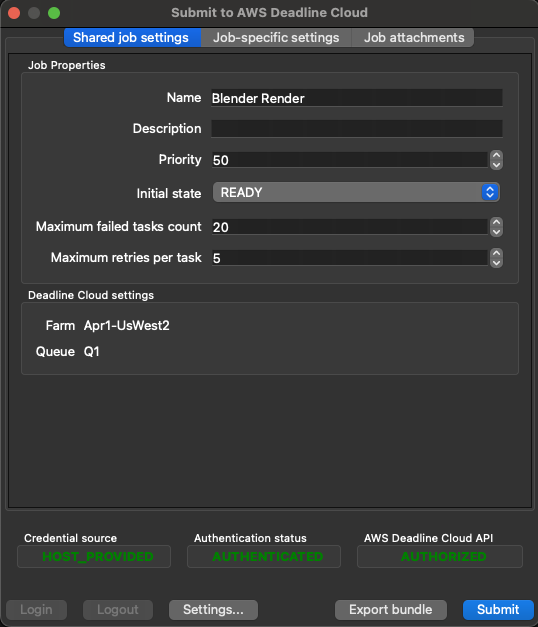 Submit to AWS Deadline Cloud
Shared job settings Job-specific settings Job attachments
Job Properties
Name Blender Render
Description
Priority 50
Initial state READY
Maximum failed tasks count 20
Maximum retries per task 5
Deadline Cloud settings
Farm Apr1-UsWest2
Queue Q1
Credential source Authentication status AWS Deadline Cloud API
HOST_PROVIDED AUTHENTICATED AUTHORIZED
Login Logout Settings... Export bundle Submit